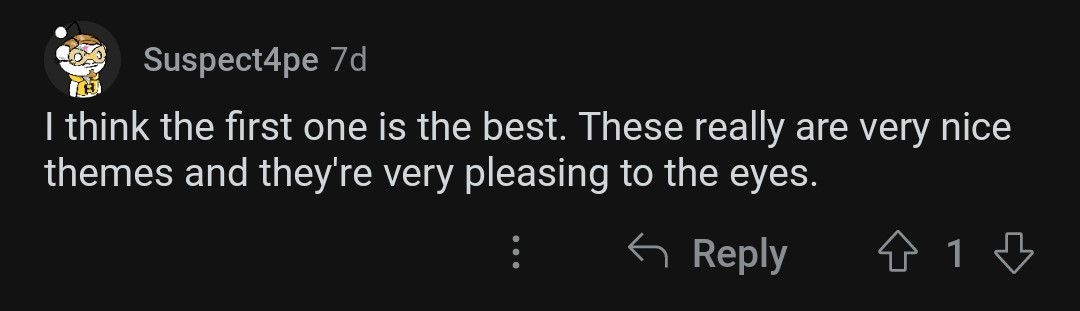 Suspect4pe 7d
I think the first one is the best. These really are very nice
themes and they're very pleasing to the eyes.
Reply 1